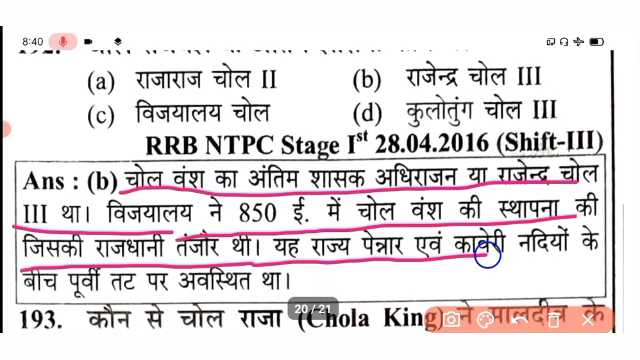 8:40
192.
(a) राजाराज चोल II (b) राजेन्द्र चोल III
(c) विजयालय चोल (d) कुलोतुंग चोल III
RRB NTPC Stage Ist 28.04.2016 (Shift-III)
Ans : (b) चोल वंश का अंतिम शासक अधिराजन या राजेन्द चोल
III था। विजयालय ने 850 ई. में चोल वंश की स्थापना की
जिसकी राजधानी तंजौर थी। यह राज्य पेन्नार एवं कावेरी नदियों के
बीच पूर्वी तट पर अवस्थित था।
20/21
193. कौन से चोल राजा (Chola King) ने मालदीव के